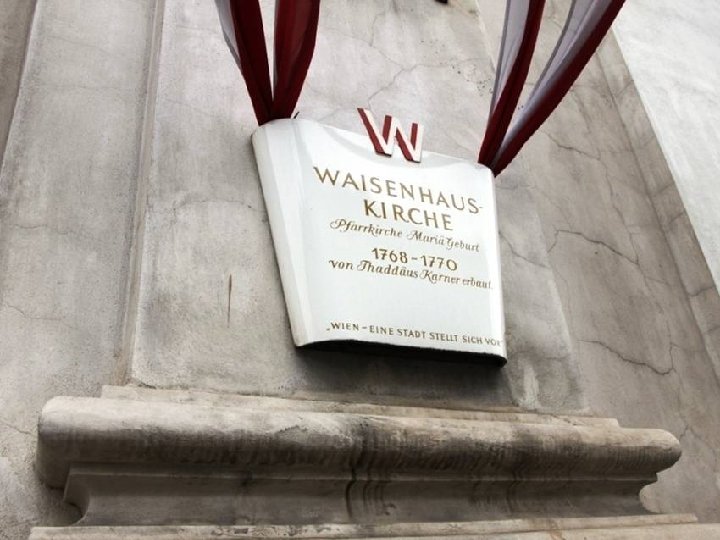 W
WAISENHAUS-
KIRCHE
Pfarrkirche Mariä Geburt
1768-1770
von Thaddäus Karner erbaut
„WIEN - EINE STADT STELLT SICH VOR